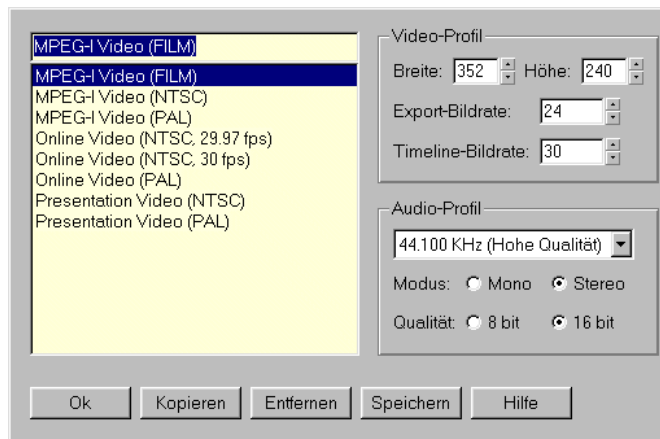 MPEG-I Video (FILM)
MPEG-I Video (FILM)
MPEG-I Video (NTSC)
MPEG-I Video (PAL)
Online Video (NTSC, 29.97 fps)
Online Video (NTSC, 30 fps)
Online Video (PAL)
Presentation Video (NTSC)
Presentation Video (PAL)
Video-Profil
Breite: 352 Höhe: 240
Export-Bildrate: 24
Timeline-Bildrate: 30
Audio-Profil
44.100 KHz (Hohe Qualität)
Modus: Mono Stereo
Qualität: 8 bit 16 bit
Ok Kopieren Entfernen Speichern Hilfe